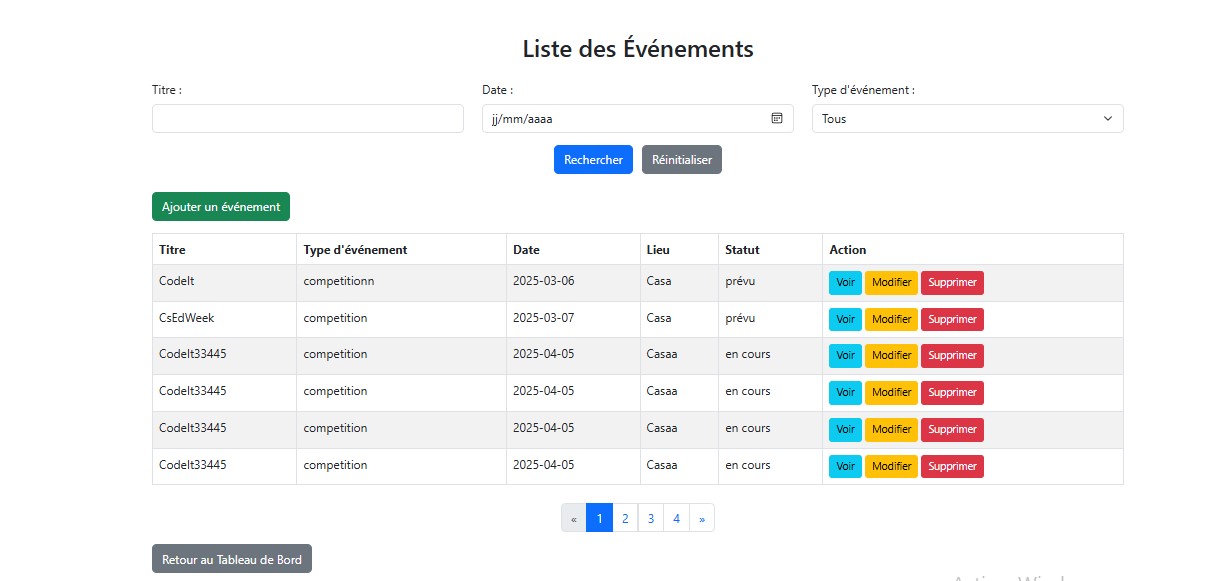 Liste des Événements
Titre : Date : Type d'événement :
jj/mm/aaaa Tous
Rechercher Réinitialiser
Ajouter un événement
Titre Type d'événement Date Lieu Statut Action
CodeIt competitionn 2025-03-06 Casa prévu Voir Modifier Supprimer
CsEdWeek competition 2025-03-07 Casa prévu Voir Modifier Supprimer
CodeIt33445 competition 2025-04-05 Casaa en cours Voir Modifier Supprimer
CodeIt33445 competition 2025-04-05 Casaa en cours Voir Modifier Supprimer
CodeIt33445 competition 2025-04-05 Casaa en cours Voir Modifier Supprimer
CodeIt33445 competition 2025-04-05 Casaa en cours Voir Modifier Supprimer
« 1 2 3 4 »
Retour au Tableau de Bord